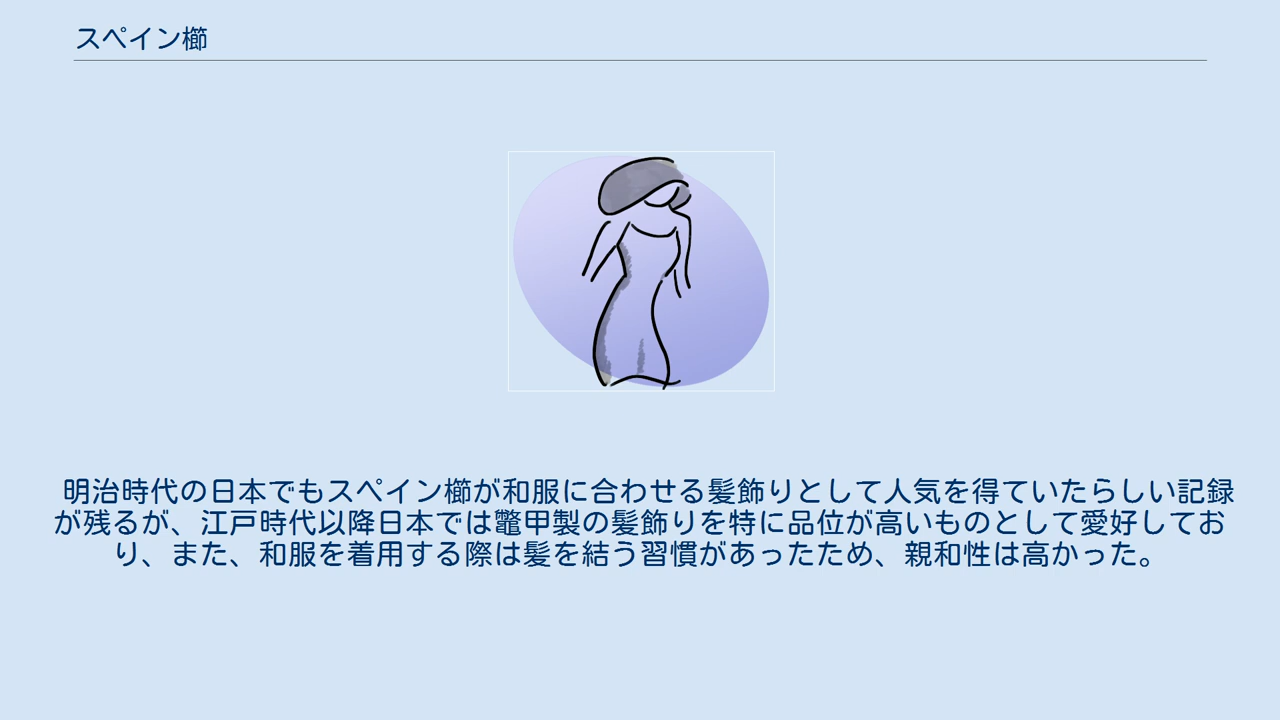 スペイン櫛
明治時代の日本でもスペイン櫛が和服に合わせる髪飾りとして人気を得ていたらしい記録
が残るが、江戸時代以降日本では鼈甲製の髪飾りを特に品位が高いものとして愛好してお
り、また、和服を着用する際は髪を結う習慣があったため、親和性は高かった。